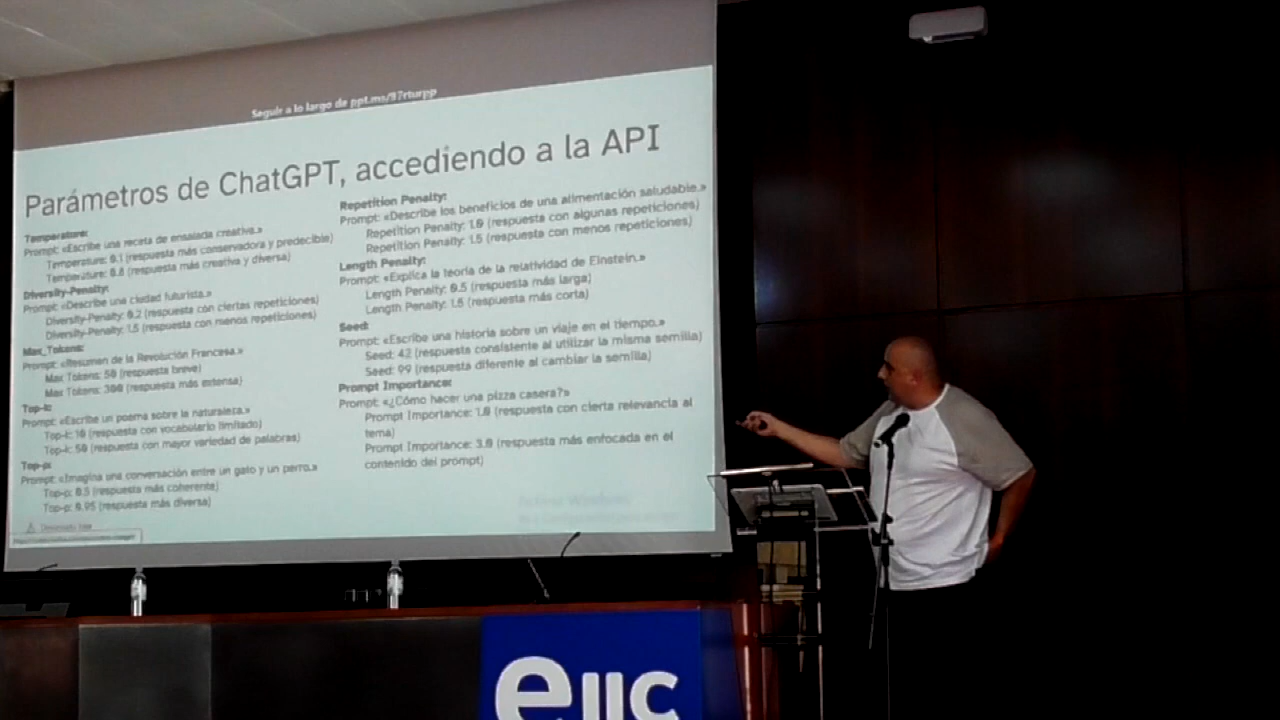 Seguir a lo largo de ppt.ms/97rturpp
Parámetros de ChatGPT, accediendo a la API
Temperature:
Prompt: «Escribe una receta de ensalada creativa.»
Temperature: 0.1 (respuesta más conservadora y predecible)
Temperature: 0.8 (respuesta más creativa y diversa)
Diversity-Penalty:
Prompt: «Describe una ciudad futurista.»
Diversity-Penalty: 0.2 (respuesta con ciertas repeticiones)
Diversity-Penalty: 1.5 (respuesta con menos repeticiones)
Max_Tokens:
Prompt: «Resumen de la Revolución Francesa.»
Max Tokens: 50 (respuesta breve)
Max Tokens: 300 (respuesta más extensa)
Top-k:
Prompt: «Escribe un poema sobre la naturaleza.»
Top-k: 10 (respuesta con vocabulario limitado)
Top-k: 50 (respuesta con mayor variedad de palabras)
Top-p:
Prompt: «Imagina una conversación entre un gato y un perro.»
Top-p: 0.5 (respuesta más coherente)
Top-p: 0.95 (respuesta más diversa)
Repetition Penalty:
Prompt: «Describe los beneficios de una alimentación saludable.»
Repetition Penalty: 1.0 (respuesta con algunas repeticiones)
Repetition Penalty: 1.5 (respuesta con menos repeticiones)
Length Penalty:
Prompt: «Explica la teoría de la relatividad de Einstein.»
Length Penalty: 0.5 (respuesta más larga)
Length Penalty: 1.5 (respuesta más corta)
Seed:
Prompt: «Escribe una historia sobre un viaje en el tiempo.»
Seed: 42 (respuesta consistente al utilizar la misma semilla)
Seed: 99 (respuesta diferente al cambiar la semilla)
Prompt Importance:
Prompt: «¿Cómo hacer una pizza casera?»
Prompt Importance: 1.0 (respuesta con cierta relevancia al
tema)
Prompt Importance: 3.0 (respuesta más enfocada en el
contenido del prompt)
Activar Windows
eiic